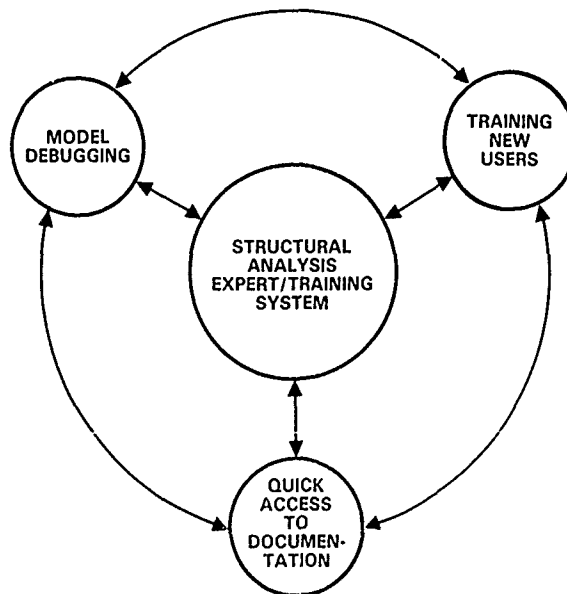 MODEL
DEBUGGING
TRAINING
NEW
USERS
STRUCTURAL
ANALYSIS
EXPERT/TRAINING
SYSTEM
QUICK
ACCESS
TO
DOCUMEN-
TATION